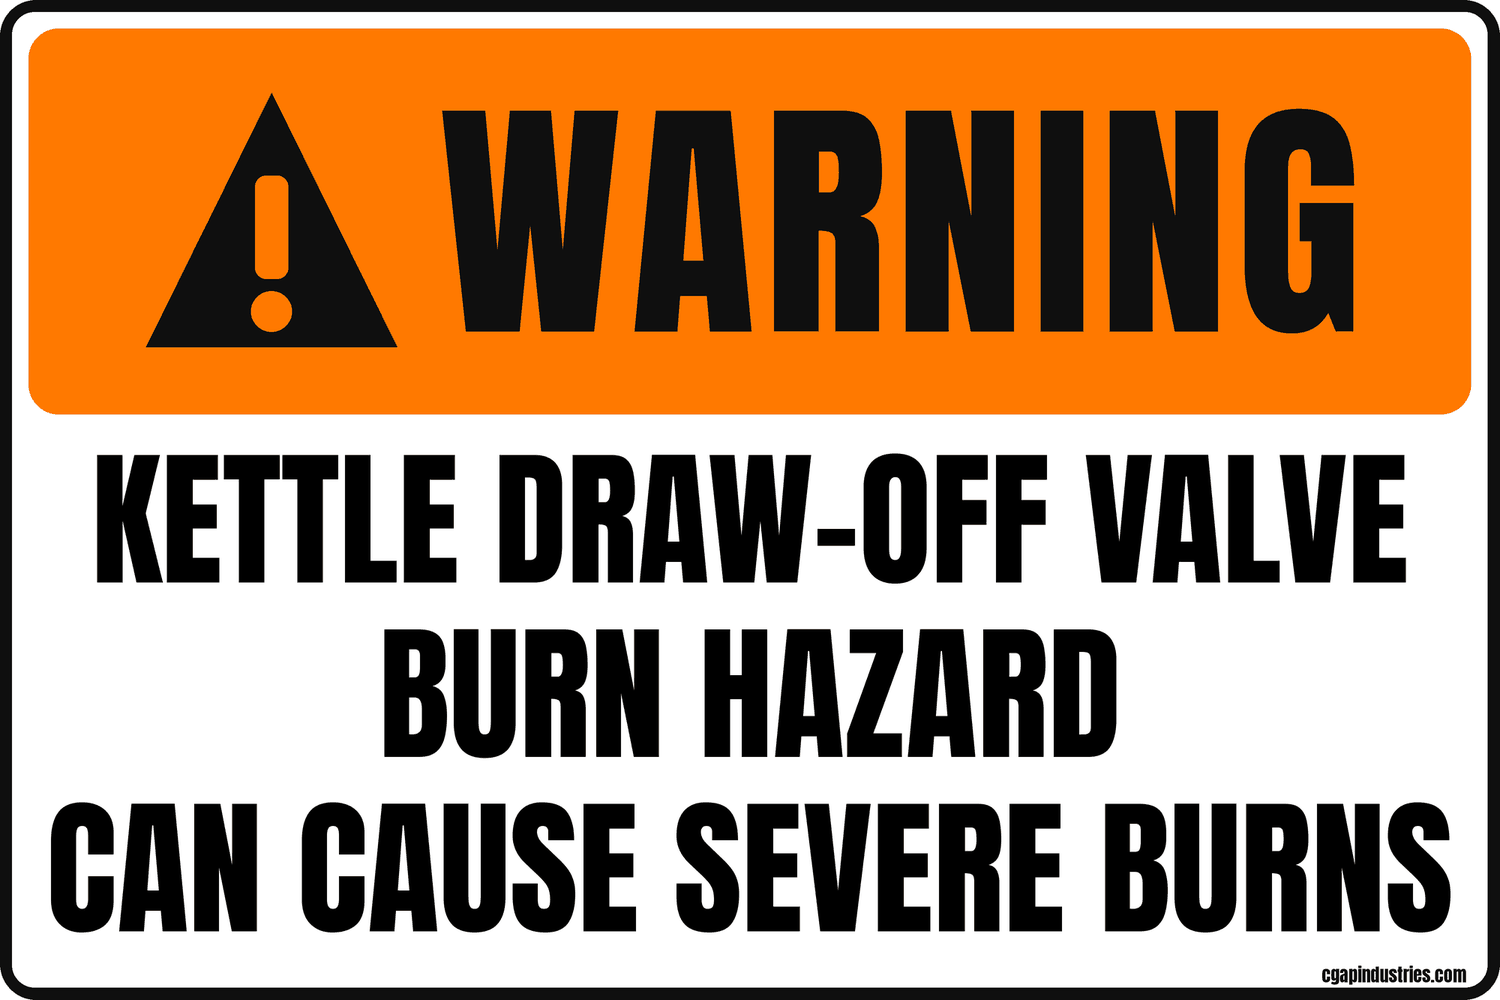 WARNING
KETTLE DRAW-OFF VALVE
BURN HAZARD
CAN CAUSE SEVERE BURNS
cgapindustries.com